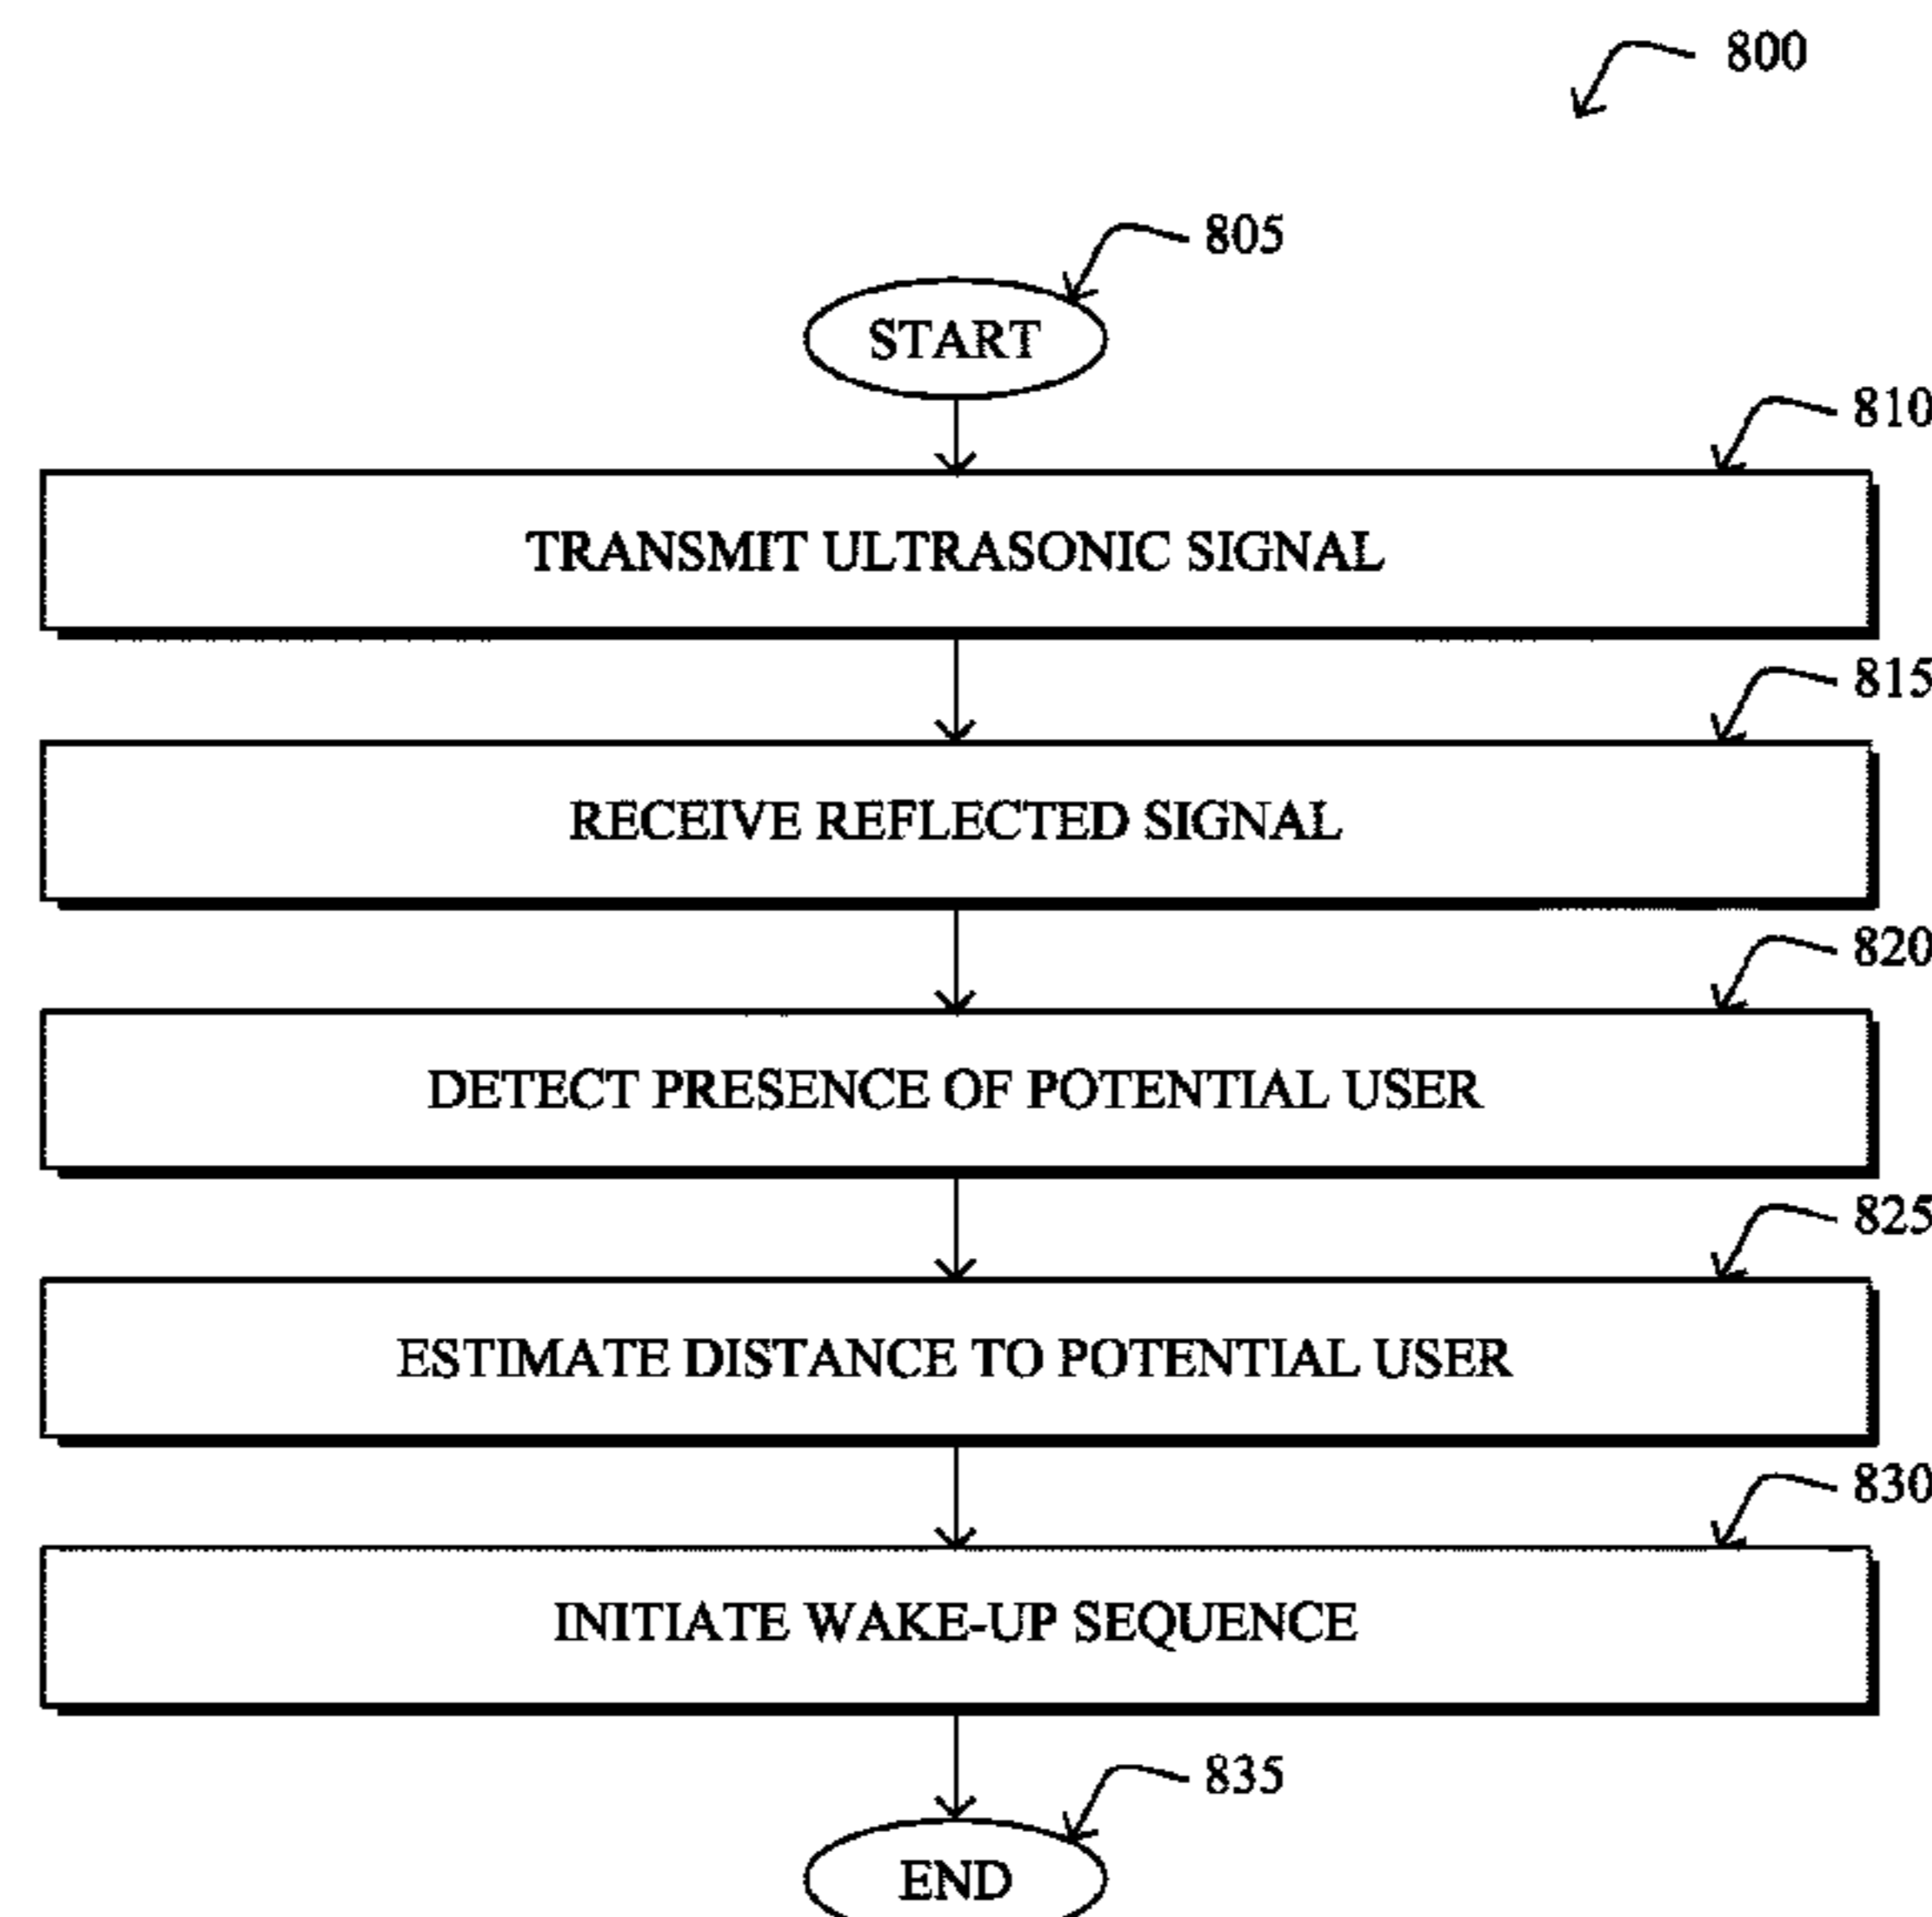 800
805
START
810
TRANSMIT ULTRASONIC SIGNAL
815
RECEIVE REFLECTED SIGNAL
820
DETECT PRESENCE OF POTENTIAL USER
825
ESTIMATE DISTANCE TO POTENTIAL USER
830
INITIATE WAKE-UP SEQUENCE
835
END